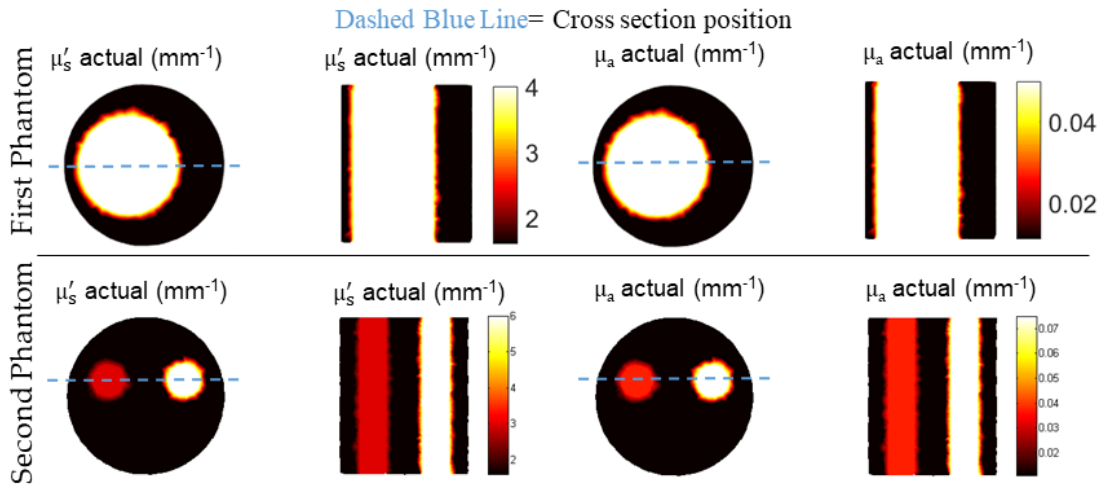 Dashed Blue Line= Cross section position
First Phantom
μ′s actual (mm-1)
μ′s actual (mm-1)
4
3
2
μa actual (mm-1)
μa actual (mm-1)
0.04
0.02
Second Phantom
μ′s actual (mm-1)
μ′s actual (mm-1)
6
5
4
3
2
μa actual (mm-1)
μa actual (mm-1)
0.07
0.06
0.05
0.04
0.03
0.02